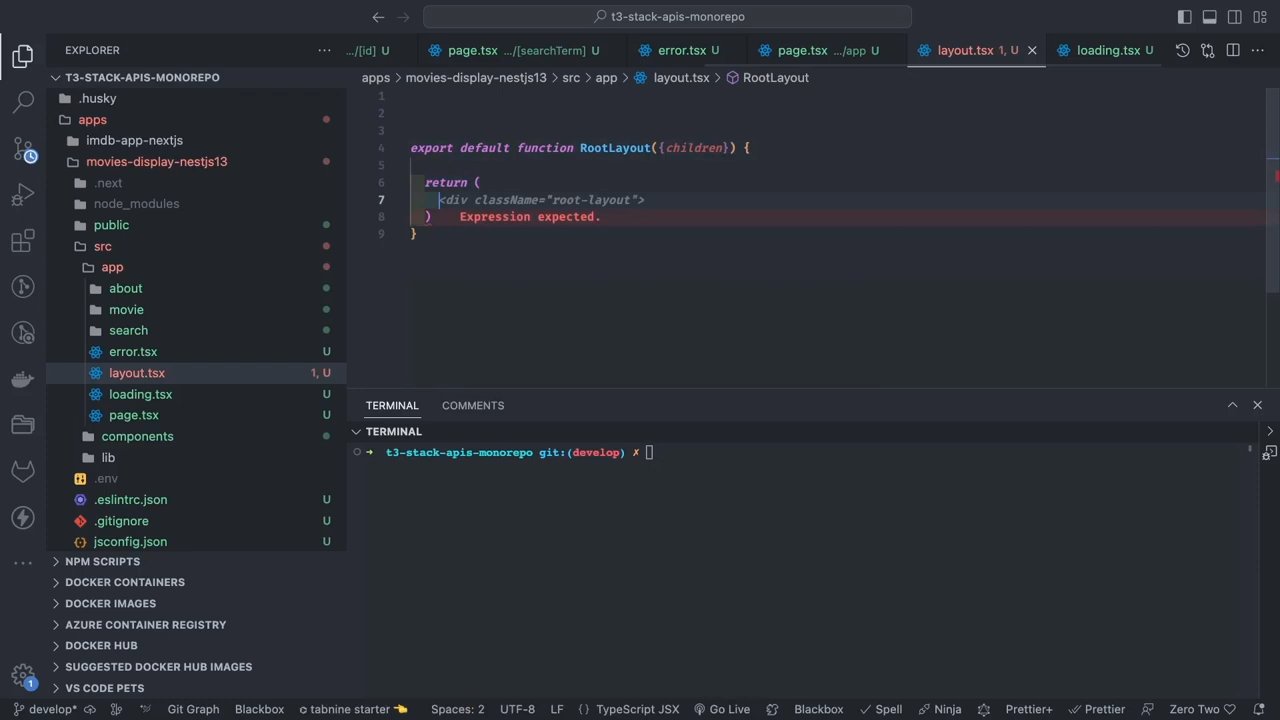 t3-stack-apis-monorepo
EXPLORER
.../[id]
page.tsx .../[searchTerm] U
error.tsx U
page.tsx .../app U
layout.tsx 1, U
loading.tsx U
T3-STACK-APIS-MONOREPO
apps > movies-display-nestjs13 > src > app > layout.tsx > RootLayout
.husky
apps
imdb-app-nextjs
movies-display-nestjs13
.next
node_modules
public
src
app
about
movie
search
error.tsx U
layout.tsx 1, U
loading.tsx U
page.tsx U
components
lib
.env
.eslintrc.json U
.gitignore U
jsconfig.json U
NPM SCRIPTS
DOCKER CONTAINERS
DOCKER IMAGES
AZURE CONTAINER REGISTRY
DOCKER HUB
SUGGESTED DOCKER HUB IMAGES
VS CODE PETS
1
2
3
4 export default function RootLayout({children}) {
5
6 return (
7 <div className="root-layout">
8 ) Expression expected.
9 }
TERMINAL COMMENTS
TERMINAL
t3-stack-apis-monorepo git:(develop) ✗
1
develop* Git Graph Blackbox tabnine starter Spaces: 2 UTF-8 LF {} TypeScript JSX Go Live Blackbox Spell Ninja Prettier+ Prettier Zero Two